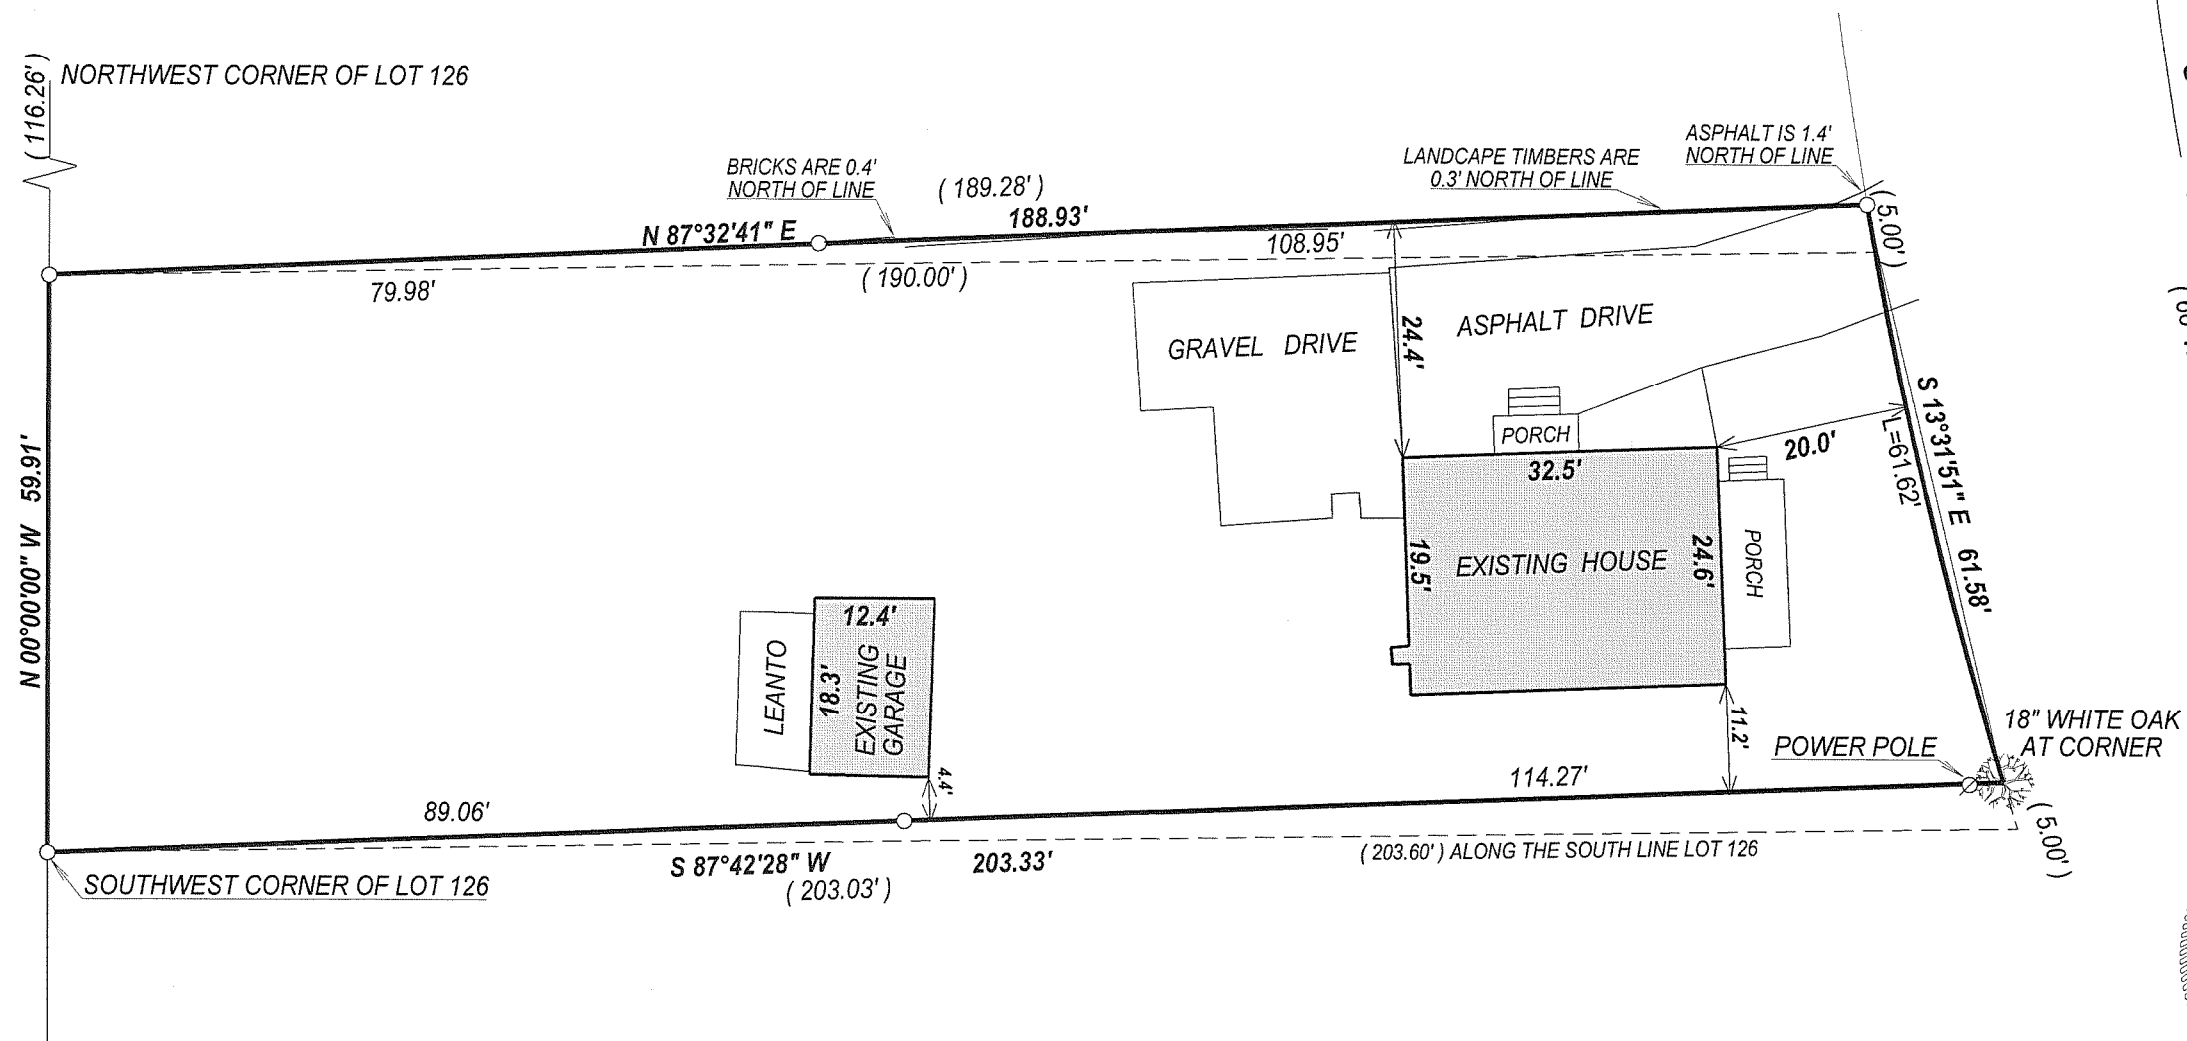 ( 116.26' )
NORTHWEST CORNER OF LOT 126
BRICKS ARE 0.4'
NORTH OF LINE
( 189.28' )
188.93'
LANDCAPE TIMBERS ARE
0.3' NORTH OF LINE
ASPHALT IS 1.4'
NORTH OF LINE
N 87°32'41" E
108.95'
( 5.00' )
79.98'
( 190.00' )
GRAVEL DRIVE
24.4'
ASPHALT DRIVE
S 13°31'51" E 61.58'
L=61.62'
PORCH
20.0'
32.5'
N 00°00'00" W 59.91'
19.5'
EXISTING HOUSE
24.6'
PORCH
12.4'
LEANTO
18.3'
EXISTING
GARAGE
4.4'
11.2'
POWER POLE
18" WHITE OAK
AT CORNER
114.27'
89.06'
( 5.00' )
S 87°42'28" W
203.33'
( 203.60' ) ALONG THE SOUTH LINE LOT 126
( 203.03' )
SOUTHWEST CORNER OF LOT 126